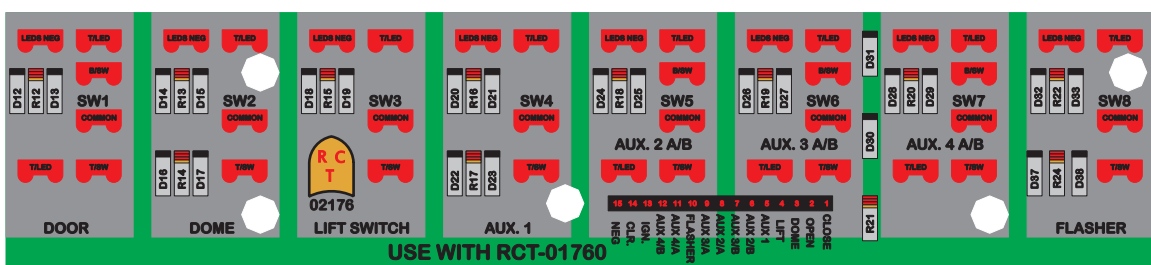 LEDS NEG T/LED
B/SW
D12 R12 D13 SW1
COMMON
T/LED T/SW
DOOR
LEDS NEG T/LED
D14 R13 D15 SW2
COMMON
D16 R14 D17 T/SW
DOME
LEDS NEG T/LED
D18 R15 D19 SW3
COMMON
R C
T
T/SW
02176
LIFT SWITCH
LEDS NEG T/LED
D20 R16 D21 SW4
COMMON
D22 R17 D23 T/SW
AUX. 1
LEDS NEG T/LED
B/SW
D24 R18 D25 SW5
COMMON
AUX. 2 A/B
T/LED T/SW
LEDS NEG T/LED
B/SW
D26 R19 D27 SW6
COMMON
AUX. 3 A/B
T/LED T/SW
D31
D30
R21
LEDS NEG T/LED
B/SW
D28 R20 D29 SW7
COMMON
AUX. 4 A/B
T/LED T/SW
LEDS NEG T/LED
D32 R22 D33 SW8
COMMON
D37 R24 D38 T/SW
FLASHER
15 14 13 12 11 10 9 8 7 6 5 4 3 2 1
NEG
CLR.
IGN.
AUX 4/B
AUX 4/A
FLASHER
AUX 3/A
AUX 2/A
AUX 3/B
AUX 2/B
AUX 1
LIFT
DOME
OPEN
CLOSE
USE WITH RCT-01760